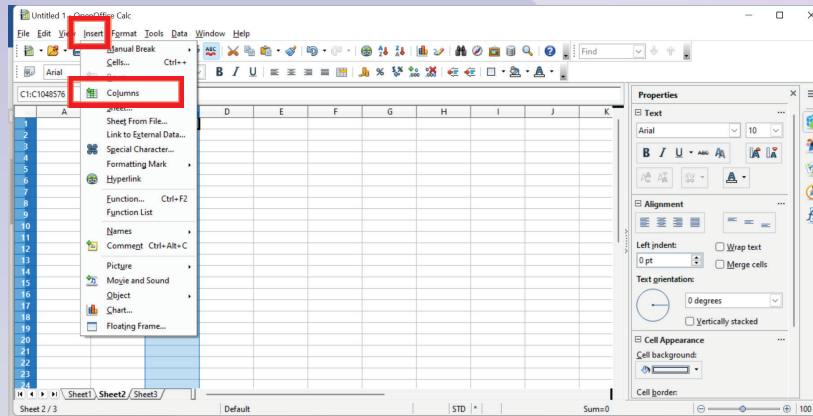 Untitled 1 - OpenOffice Calc
File Edit View Insert Format Tools Data Window Help
Find
Arial
C1:C1048576
Manual Break
Cells... Ctrl++
Columns
Sheet...
Sheet From File...
Link to External Data...
Special Character...
Formatting Mark
Hyperlink
Function... Ctrl+F2
Function List
Names
Comment Ctrl+Alt+C
Picture
Movie and Sound
Object
Chart...
Floating Frame...
A D E F G H I J K
1
2
3
4
5
6
7
8
9
10
11
12
13
14
15
16
17
18
19
20
21
22
23
24
Sheet1 Sheet2 Sheet3
Sheet 2 / 3 Default STD * Sum=0 100
Properties
Text
Arial 10
Alignment
Left indent: Wrap text
0 pt Merge cells
Text orientation:
0 degrees
Vertically stacked
Cell Appearance
Cell background:
Cell border: